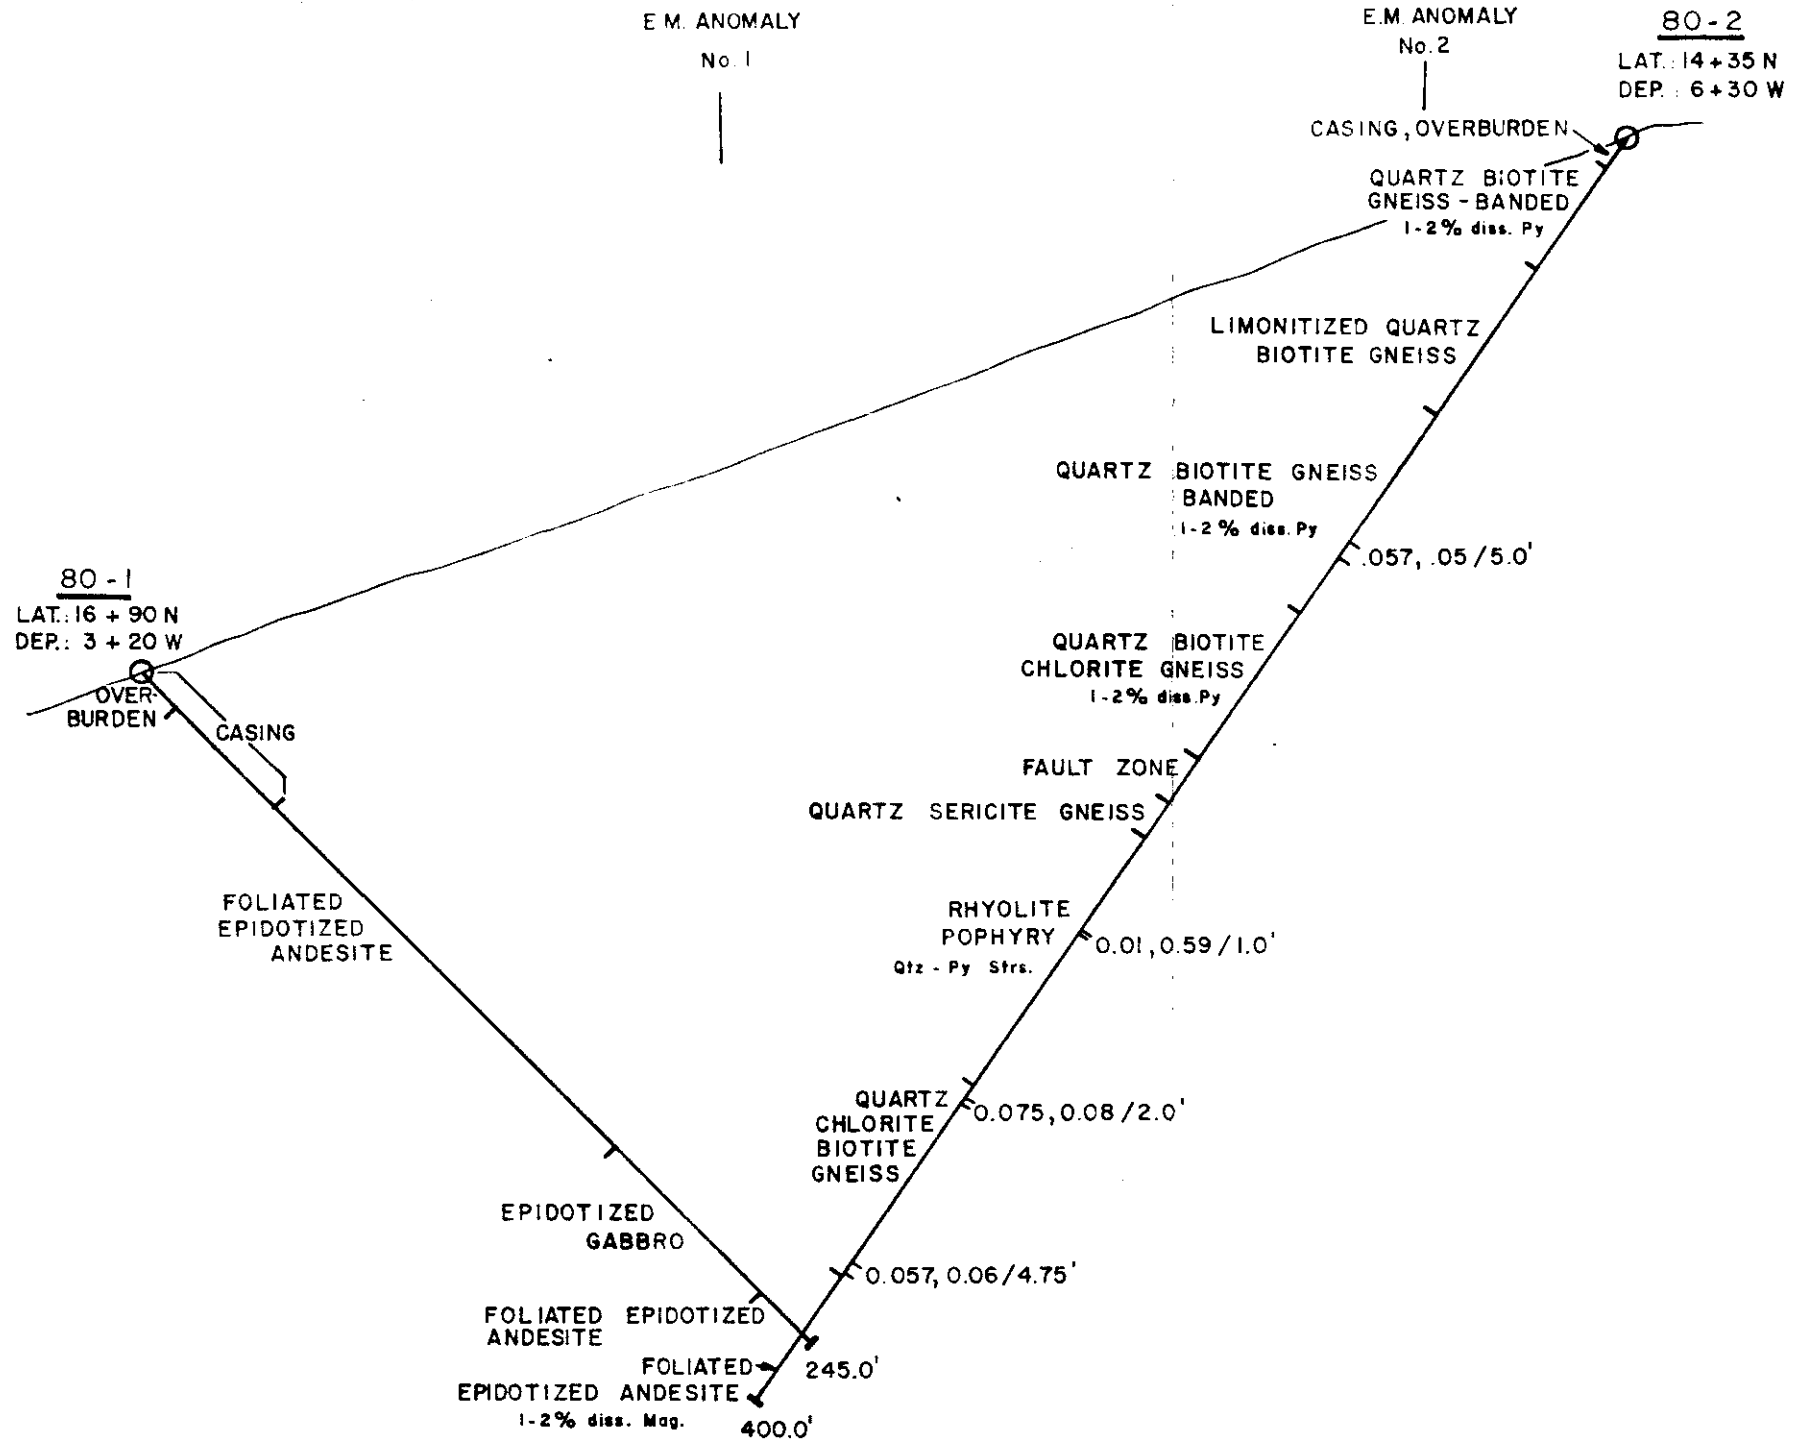 E M. ANOMALY
No. 1
E.M. ANOMALY
No. 2
80-2
LAT.: 14+35 N
DEP. : 6+30 W
CASING, OVERBURDEN
QUARTZ BIOTITE
GNEISS - BANDED
1-2% diss. Py
LIMONITIZED QUARTZ
BIOTITE GNEISS
QUARTZ BIOTITE GNEISS
BANDED
1-2% diss. Py
.057, .05/5.0'
80-1
LAT.: 16 + 90 N
DEP.: 3 + 20 W
OVER-
BURDEN
CASING
QUARTZ BIOTITE
CHLORITE GNEISS
1-2% diss. Py
FAULT ZONE
QUARTZ SERICITE GNEISS
FOLIATED
EPIDOTIZED
ANDESITE
RHYOLITE
POPHYRY
Qtz - Py Strs.
0.01, 0.59/1.0'
QUARTZ
CHLORITE
BIOTITE
GNEISS
0.075, 0.08/2.0'
EPIDOTIZED
GABBRO
0.057, 0.06/4.75'
FOLIATED EPIDOTIZED
ANDESITE
245.0'
FOLIATED
EPIDOTIZED ANDESITE
1-2% diss. Mag.
400.0'